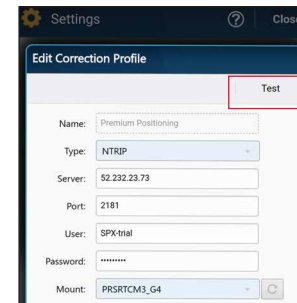 Settings
Close
Edit Correction Profile
Test
Name: Premium Positioning
Type: NTRIP
Server: 52.232.23.73
Port: 2181
User: SPX-trial
Password: •••••••••
Mount: PRSRTCM3_G4